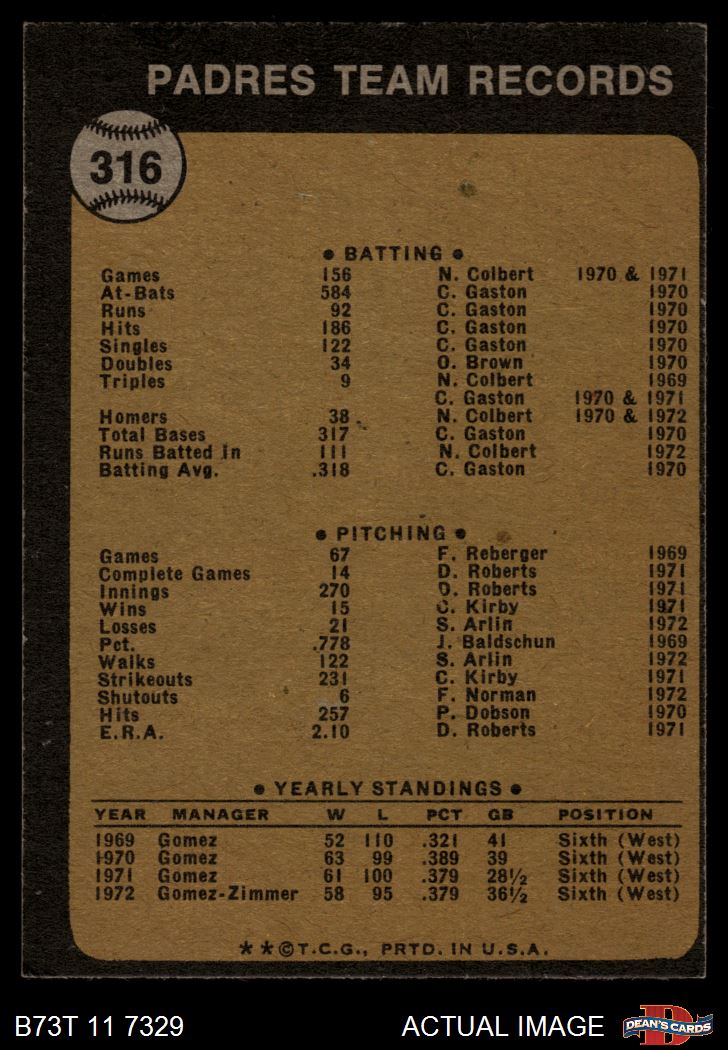 PADRES TEAM RECORDS
316
• BATTING •
Games 156 N. Colbert 1970 & 1971
At-Bats 584 C. Gaston 1970
Runs 92 C. Gaston 1970
Hits 186 C. Gaston 1970
Singles 122 C. Gaston 1970
Doubles 34 O. Brown 1970
Triples 9 N. Colbert 1969
C. Gaston 1970 & 1971
Homers 38 N. Colbert 1970 & 1972
Total Bases 317 C. Gaston 1970
Runs Batted In 111 N. Colbert 1972
Batting Avg. .318 C. Gaston 1970
• PITCHING •
Games 67 F. Reberger 1969
Complete Games 14 D. Roberts 1971
Innings 270 D. Roberts 1971
Wins 15 C. Kirby 1971
Losses 21 S. Arlin 1972
Pct. .778 J. Baldschun 1969
Walks 122 S. Arlin 1972
Strikeouts 231 C. Kirby 1971
Shutouts 6 F. Norman 1972
Hits 257 P. Dobson 1970
E.R.A. 2.10 D. Roberts 1971
• YEARLY STANDINGS •
YEAR MANAGER W L PCT GB POSITION
1969 Gomez 52 110 .321 41 Sixth (West)
1970 Gomez 63 99 .389 39 Sixth (West)
1971 Gomez 61 100 .379 28½ Sixth (West)
1972 Gomez-Zimmer 58 95 .379 36½ Sixth (West)
**©T.C.G., PRTD. IN U.S.A.
B73T 11 7329 ACTUAL IMAGE DEAN'S CARDS